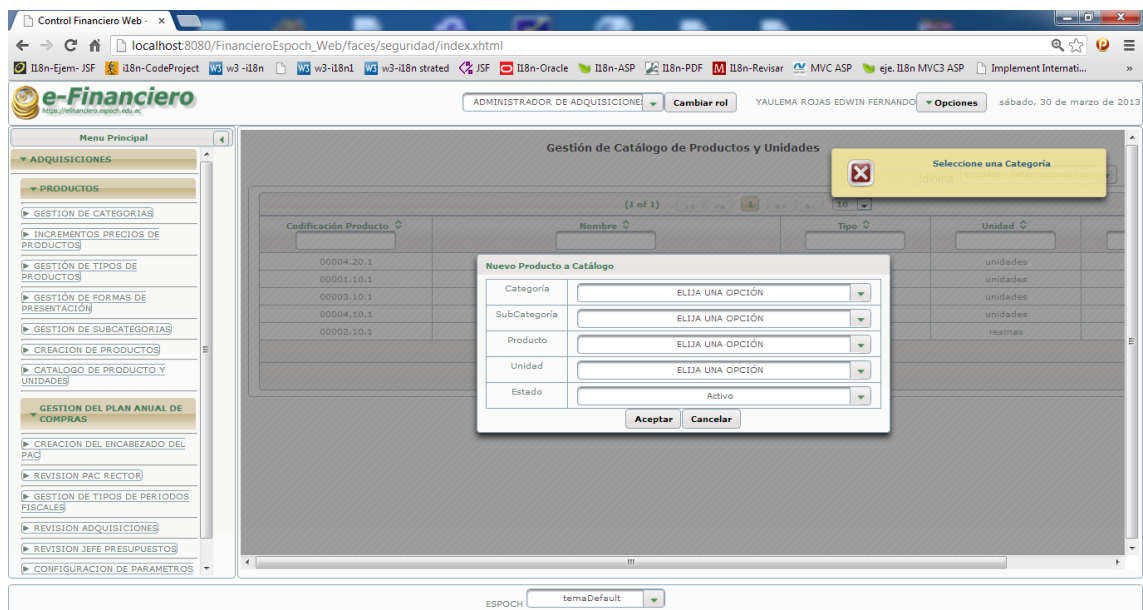 Control Financiero Web -
localhost:8080/FinancieroEspoch_Web/faces/seguridad/index.xhtml
I18n-Ejem- JSF
i18n-CodeProject
w3 -i18n
w3-i18n1
w3-i18n strated
JSF
I18n-Oracle
I18n-ASP
I18n-PDF
I18n-Revisar
MVC ASP
eje. I18n MVC3 ASP
Implement Internati...
»
e-Financiero
https://efinanciero.espoch.edu.ec
ADMINISTRADOR DE ADQUISICIONE
Cambiar rol
YAULEMA ROJAS EDWIN FERNANDO
Opciones
sábado, 30 de marzo de 2013
Menu Principal
ADQUISICIONES
PRODUCTOS
GESTION DE CATEGORIAS
INCREMENTOS PRECIOS DE
PRODUCTOS
GESTIÓN DE TIPOS DE
PRODUCTOS
GESTIÓN DE FORMAS DE
PRESENTACIÓN
GESTION DE SUBCATEGORIAS
CREACION DE PRODUCTOS
CATALOGO DE PRODUCTO Y
UNIDADES
GESTION DEL PLAN ANUAL DE
COMPRAS
CREACION DEL ENCABEZADO DEL
PAC
REVISION PAC RECTOR
GESTION DE TIPOS DE PERIODOS
FISCALES
REVISION ADQUISICIONES
REVISION JEFE PRESUPUESTOS
CONFIGURACION DE PARAMETROS
Gestión de Catálogo de Productos y Unidades
Seleccione una Categoría
Idioma
(1 of 1)
1
10
Codificación Producto
Nombre
Tipo
Unidad
00004.20.1
unidades
00001.10.1
unidades
00003.10.1
unidades
00004.10.1
unidades
00002.10.1
resmas
Nuevo Producto a Catálogo
Categoría
ELIJA UNA OPCIÓN
SubCategoría
ELIJA UNA OPCIÓN
Producto
ELIJA UNA OPCIÓN
Unidad
ELIJA UNA OPCIÓN
Estado
Activo
Aceptar
Cancelar
ESPOCH
temaDefault